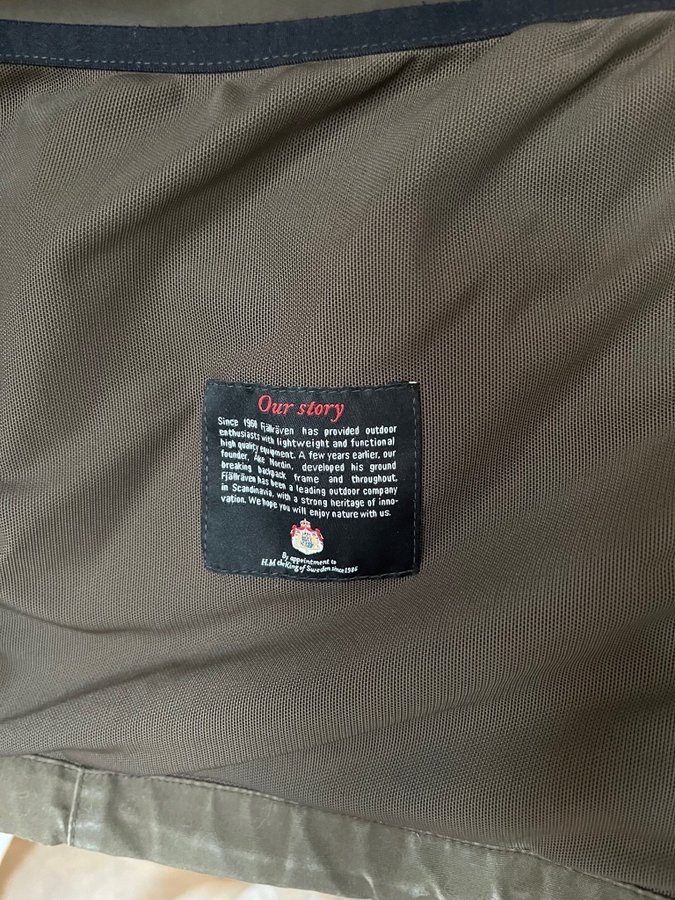 Our story
Since 1960 Fjällräven has provided outdoor
enthusiasts with lightweight and functional
high quality equipment. A few years earlier, our
founder, Åke Nordin, developed his ground
breaking backpack frame and throughout,
Fjällräven has been a leading outdoor company
in Scandinavia, with a strong heritage of inno-
vation. We hope you will enjoy nature with us.
By appointment to
H.M the King of Sweden since 1986